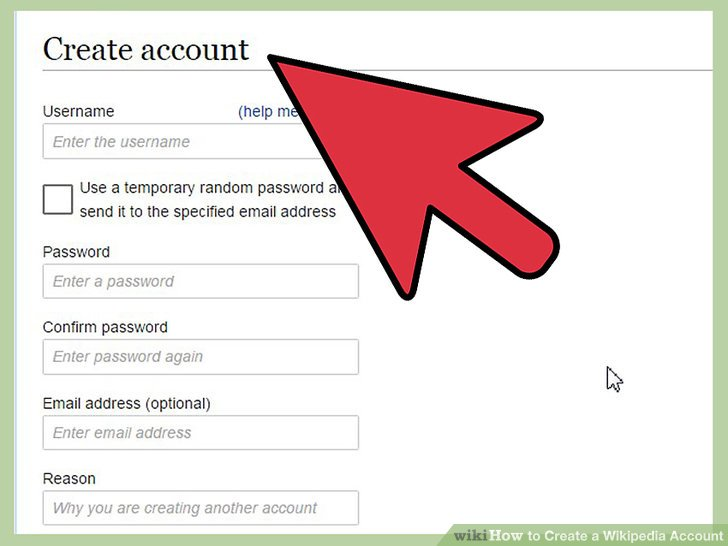 Create account
Username (help me
Enter the username
Use a temporary random password
send it to the specified email address
Password
Enter a password
Confirm password
Enter password again
Email address (optional)
Enter email address
Reason
Why you are creating another account
wikiHow to Create a Wikipedia Account